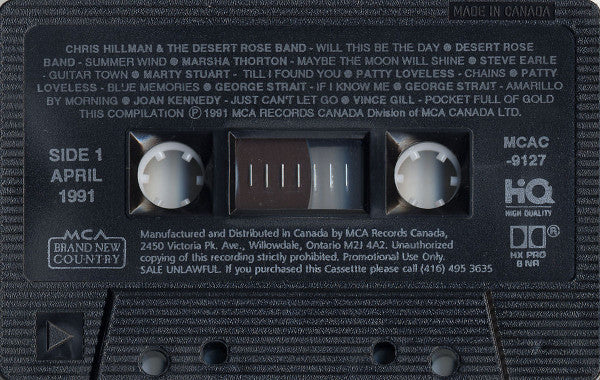 MADE IN CANADA
CHRIS HILLMAN & THE DESERT ROSE BAND - WILL THIS BE THE DAY ● DESERT ROSE
BAND - SUMMER WIND ● MARSHA THORTON - MAYBE THE MOON WILL SHINE ● STEVE EARLE
- GUITAR TOWN ● MARTY STUART - TILL I FOUND YOU ● PATTY LOVELESS - CHAINS ● PATTY
LOVELESS - BLUE MEMORIES ● GEORGE STRAIT - IF I KNOW ME ● GEORGE STRAIT - AMARILLO
BY MORNING ● JOAN KENNEDY - JUST CAN'T LET GO ● VINCE GILL - POCKET FULL OF GOLD
THIS COMPILATION Ⓟ 1991 MCA RECORDS CANADA Division of MCA CANADA LTD.
SIDE 1
APRIL
1991
MCAC
-9127
HQ
HIGH QUALITY
MCA
BRAND NEW
COUNTRY
Manufactured and Distributed in Canada by MCA Records Canada,
2450 Victoria Pk. Ave., Willowdale, Ontario M2J 4A2. Unauthorized
copying of this recording strictly prohibited. Promotional Use Only.
SALE UNLAWFUL. If you purchased this Cassettte please call (416) 495 3635
HX PRO
B NR